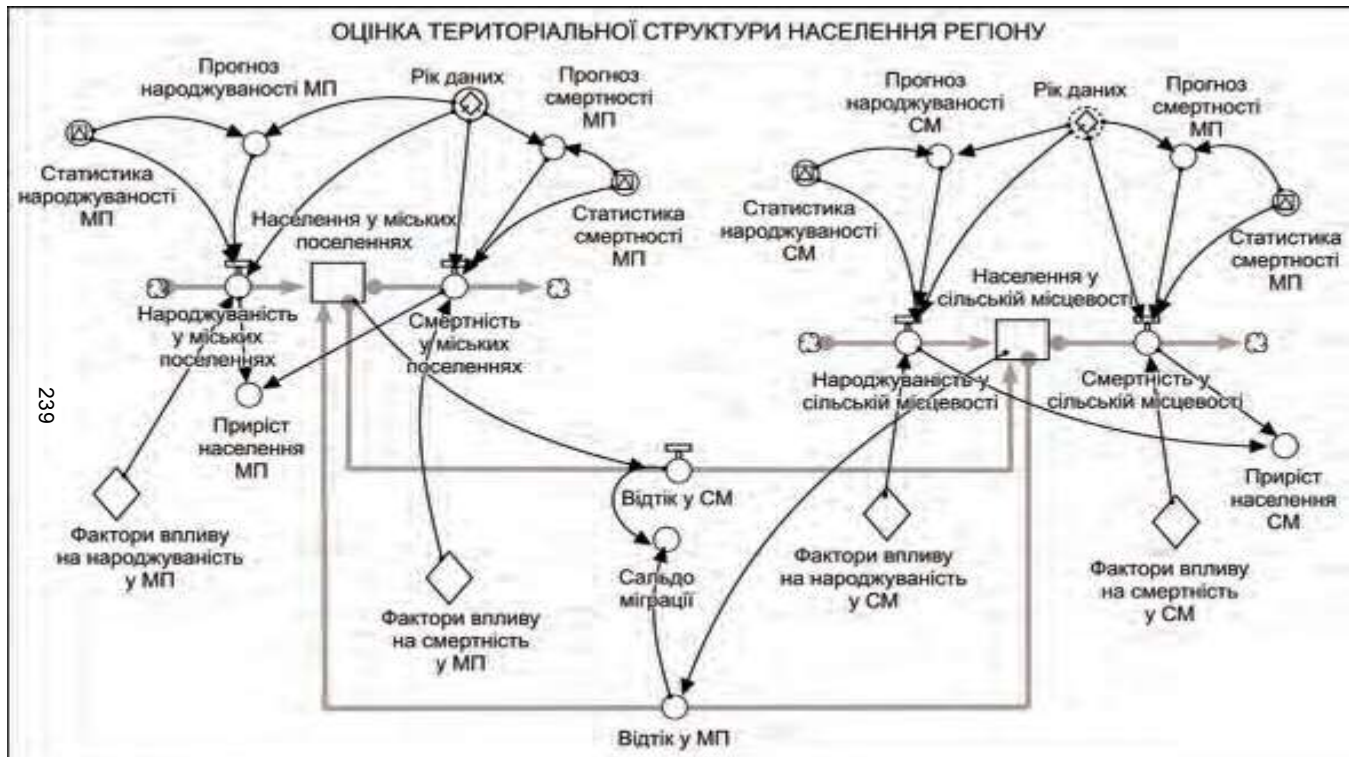 ОЦІНКА ТЕРИТОРІАЛЬНОЇ СТРУКТУРИ НАСЕЛЕННЯ РЕГІОНУ
Прогноз
народжуваності МП
Рік даних
Прогноз
смертності
МП
Статистика
народжуваності
МП
Населення у міських
поселеннях
Статистика
смертності
МП
Народжуваність
у міських
поселеннях
Смертність
у міських
поселеннях
Приріст
населення
МП
Фактори впливу
на народжуваність
у МП
Фактори впливу
на смертність
у МП
Відтік у СМ
Сальдо
міграції
Відтік у МП
Прогноз
народжуваності
СМ
Рік даних
Прогноз
смертності
МП
Статистика
народжуваності
СМ
Статистика
смертності
МП
Населення у
сільській місцевості
Народжуваність у
сільській місцевості
Смертність у
сільській місцевості
Приріст
населення
СМ
Фактори впливу
на народжуваність
у СМ
Фактори впливу
на смертність
у СМ
239